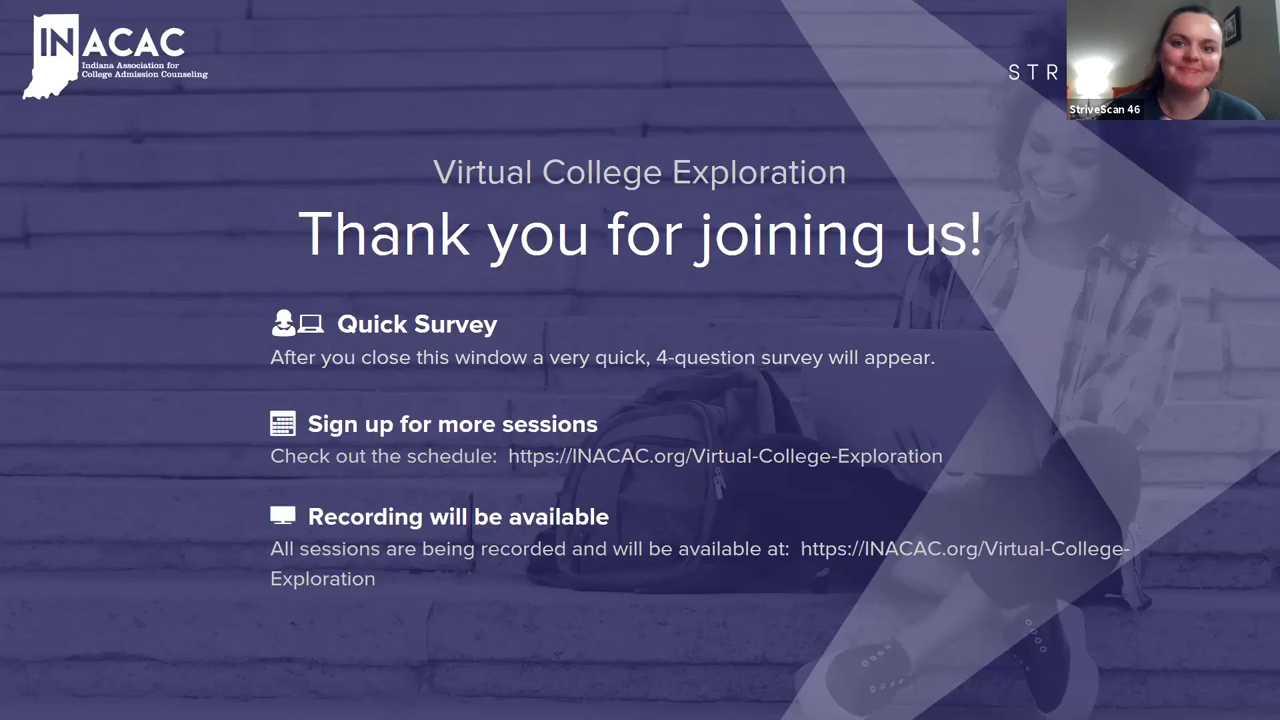 INACAC
Indiana Association for
College Admission Counseling
STR
StriveScan 46
Virtual College Exploration
Thank you for joining us!
Quick Survey
After you close this window a very quick, 4-question survey will appear.
Sign up for more sessions
Check out the schedule: https://INACAC.org/Virtual-College-Exploration
Recording will be available
All sessions are being recorded and will be available at: https://INACAC.org/Virtual-College-
Exploration